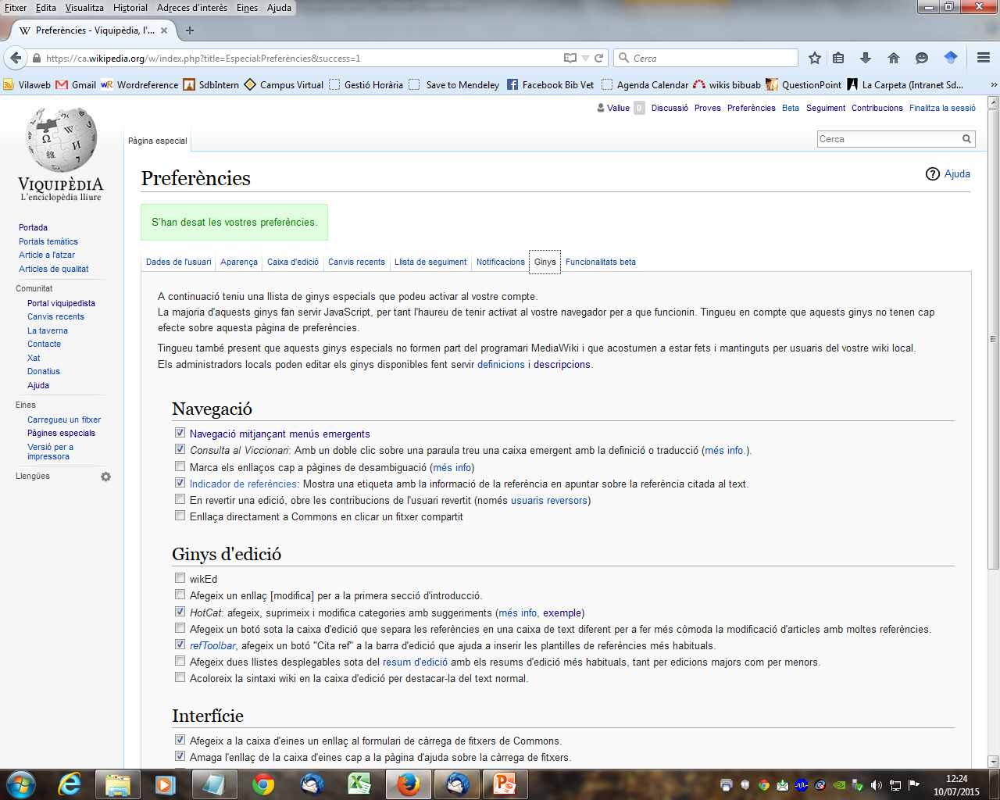 Fitxer Edita Visualitza Historial Adreces d'interès Eines Ajuda
Preferències - Viquipèdia, l'...
https://ca.wikipedia.org/w/index.php?title=Especial:Preferències&success=1
Cerca
Vilaweb Gmail Wordreference SdbIntern Campus Virtual Gestió Horària Save to Mendeley Facebook Bib Vet Agenda Calendar wikis bibuab QuestionPoint La Carpeta (Intranet Sd... »
Vallue 0 Discussió Proves Preferències Beta Seguiment Contribucions Finalitza la sessió
Pàgina especial
Cerca
VIQUIPÈDIA
L'enciclopèdia lliure
Portada
Portals temàtics
Article a l'atzar
Articles de qualitat
Comunitat
Portal viquipedista
Canvis recents
La taverna
Contacte
Xat
Donatius
Ajuda
Eines
Carregueu un fitxer
Pàgines especials
Versió per a
impressora
Llengües
Preferències
Ajuda
S'han desat les vostres preferències.
Dades de l'usuari Aparença Caixa d'edició Canvis recents Llista de seguiment Notificacions Ginys Funcionalitats beta
A continuació teniu una llista de ginys especials que podeu activar al vostre compte.
La majoria d'aquests ginys fan servir JavaScript, per tant l'haureu de tenir activat al vostre navegador per a que funcionin. Tingueu en compte que aquests ginys no tenen cap
efecte sobre aquesta pàgina de preferències.
Tingueu també present que aquests ginys especials no formen part del programari MediaWiki i que acostumen a estar fets i mantinguts per usuaris del vostre wiki local.
Els administradors locals poden editar els ginys disponibles fent servir definicions i descripcions.
Navegació
Navegació mitjançant menús emergents
Consulta al Viccionari: Amb un doble clic sobre una paraula treu una caixa emergent amb la definició o traducció (més info.).
Marca els enllaços cap a pàgines de desambiguació (més info)
Indicador de referències: Mostra una etiqueta amb la informació de la referència en apuntar sobre la referència citada al text.
En revertir una edició, obre les contribucions de l'usuari revertit (només usuaris reversors)
Enllaça directament a Commons en clicar un fitxer compartit
Ginys d'edició
wikEd
Afegeix un enllaç [modifica] per a la primera secció d'introducció.
HotCat: afegeix, suprimeix i modifica categories amb suggeriments (més info, exemple)
Afegeix un botó sota la caixa d'edició que separa les referències en una caixa de text diferent per a fer més còmoda la modificació d'articles amb moltes referències.
refToolbar, afegeix un botó "Cita ref" a la barra d'edició que ajuda a inserir les plantilles de referències més habituals.
Afegeix dues llistes desplegables sota del resum d'edició amb els resums d'edició més habituals, tant per edicions majors com per menors.
Acoloreix la sintaxi wiki en la caixa d'edició per destacar-la del text normal.
Interfície
Afegeix a la caixa d'eines un enllaç al formulari de càrrega de fitxers de Commons.
Amaga l'enllaç de la caixa d'eines cap a la pàgina d'ajuda sobre la càrrega de fitxers.
12:24
10/07/2015